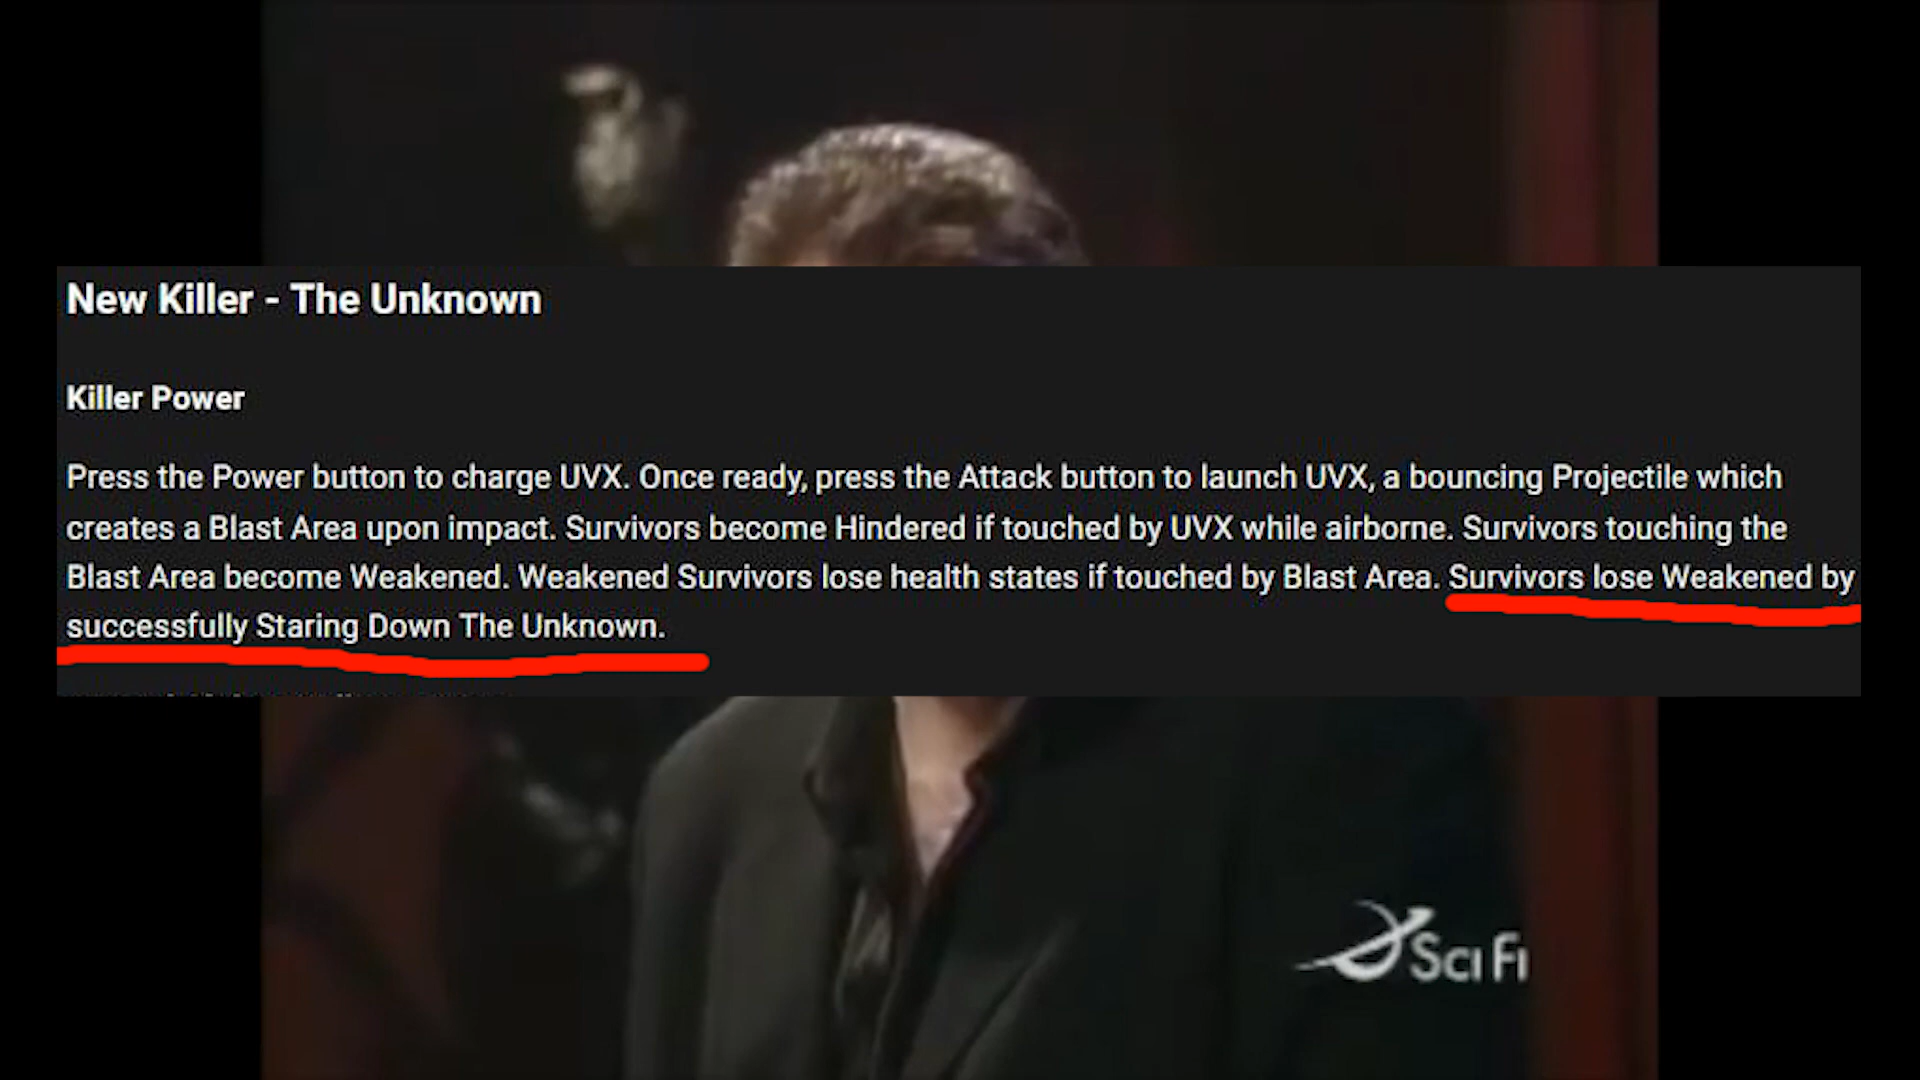 New Killer - The Unknown
Killer Power
Press the Power button to charge UVX. Once ready, press the Attack button to launch UVX, a bouncing Projectile which
creates a Blast Area upon impact. Survivors become Hindered if touched by UVX while airborne. Survivors touching the
Blast Area become Weakened. Weakened Survivors lose health states if touched by Blast Area. Survivors lose Weakened by
successfully Staring Down The Unknown.
SciFi